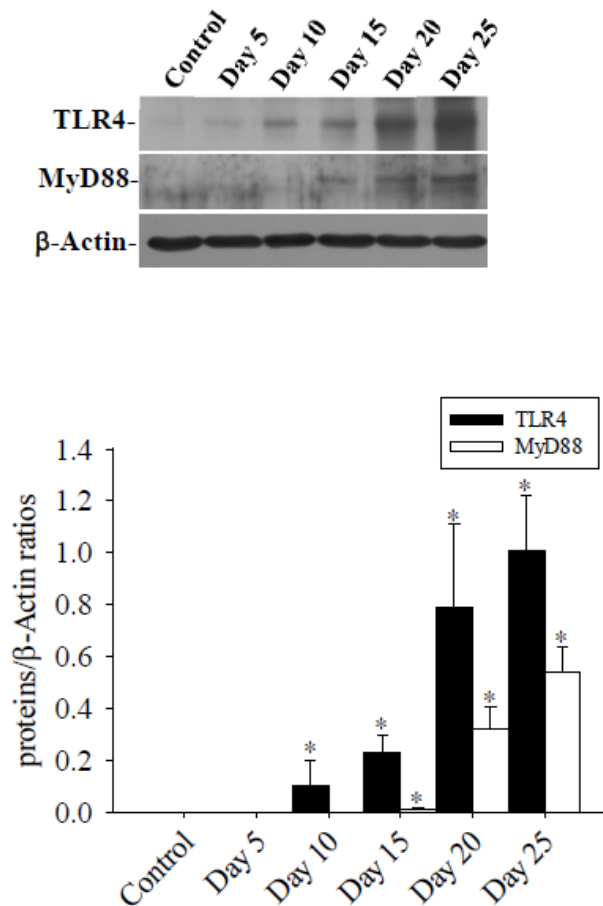 Control Day 5 Day 10 Day 15 Day 20 Day 25
TLR4-
MyD88-
β-Actin-
TLR4
MyD88
proteins/β-Actin ratios
1.4
1.2
1.0
0.8
0.6
0.4
0.2
0.0
* * * * * * *
Control Day 5 Day 10 Day 15 Day 20 Day 25